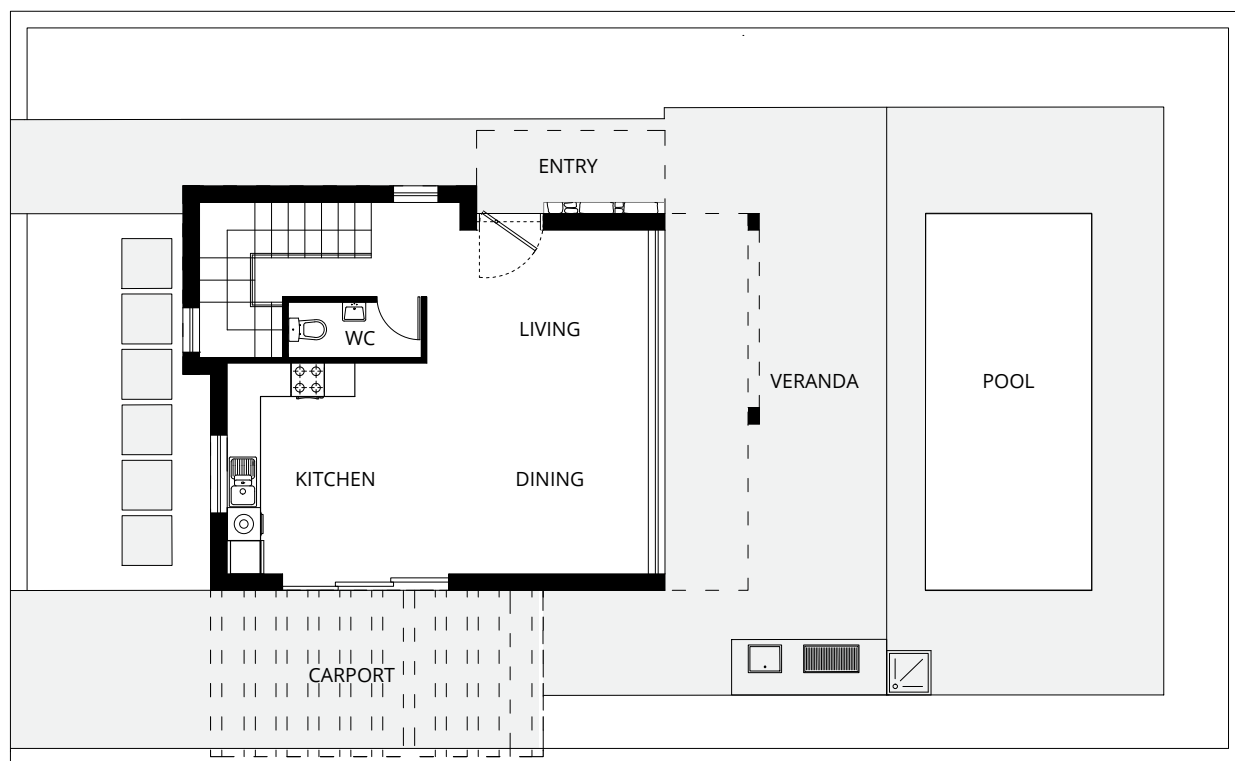 ENTRY
WC
LIVING
VERANDA
POOL
KITCHEN
DINING
CARPORT